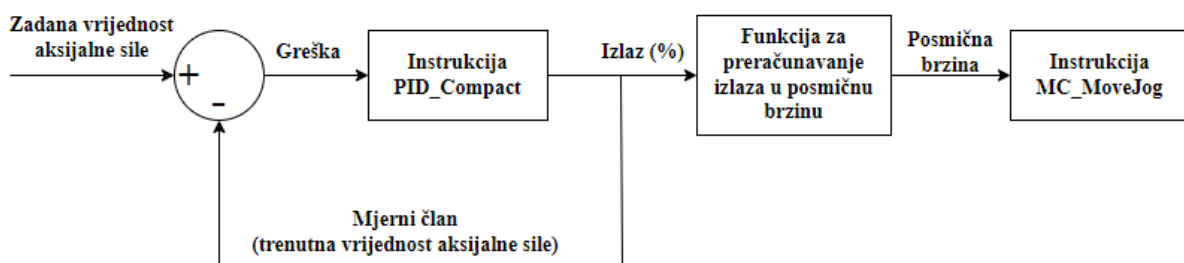 Zadana vrijednost
aksijalne sile
+
-
Greška
Instrukcija
PID_Compact
Izlaz (%)
Funkcija za
preračunavanje
izlaza u posmičnu
brzinu
Posmična
brzina
Instrukcija
MC_MoveJog
Mjerni član
(trenutna vrijednost aksijalne sile)